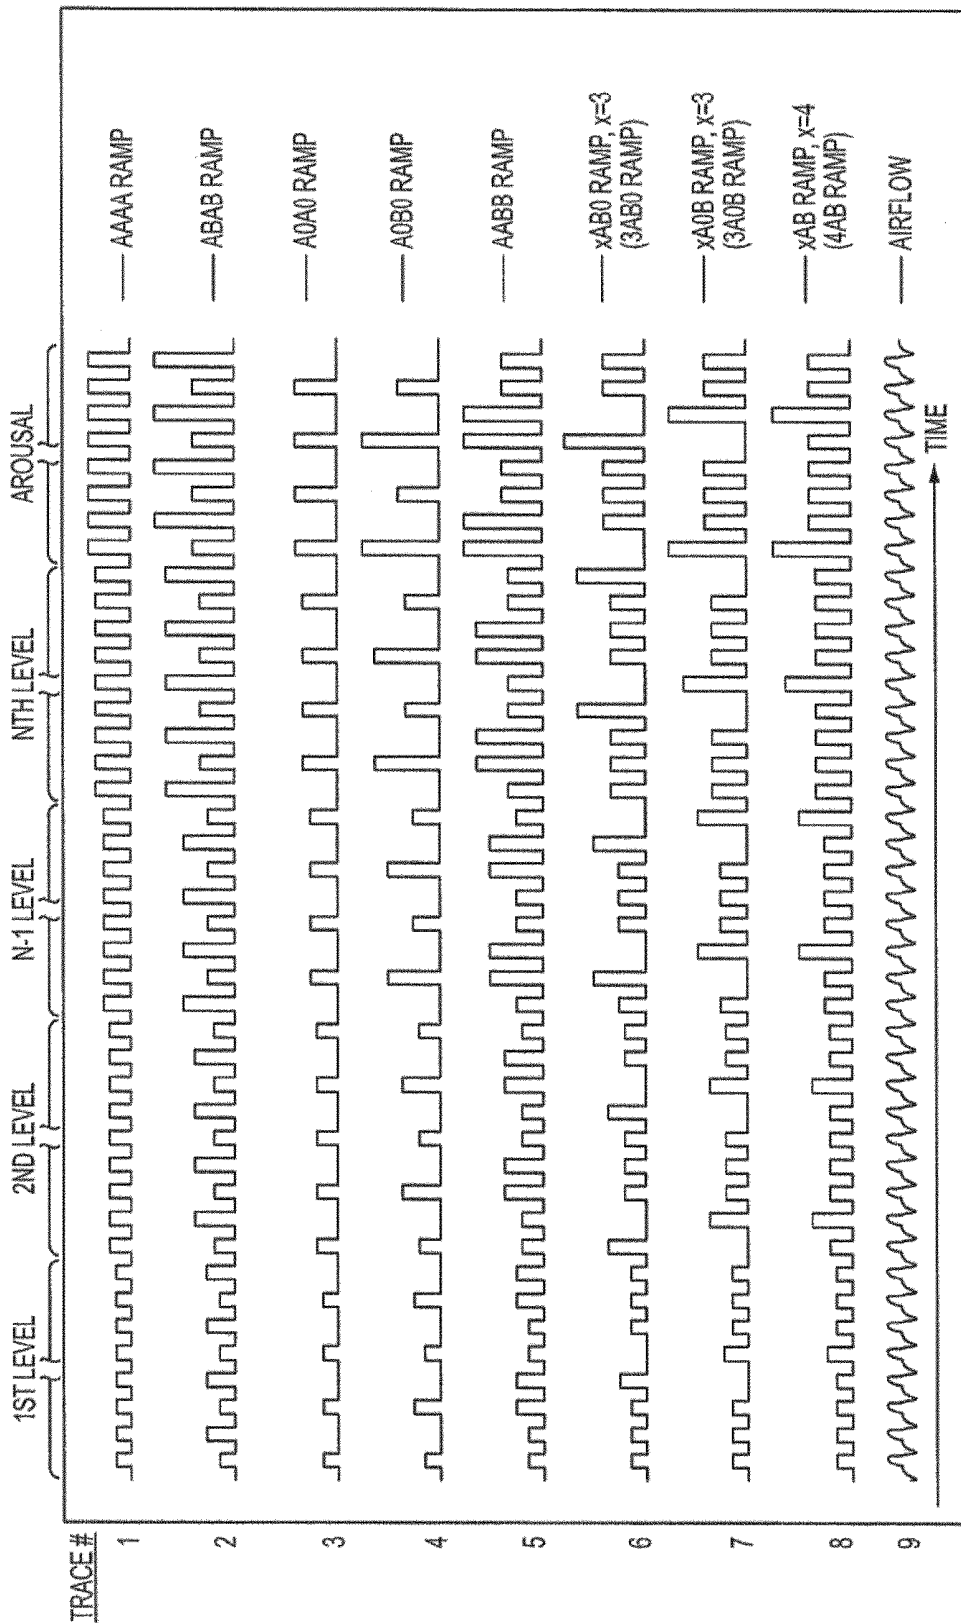 1ST LEVEL
2ND LEVEL
N-1 LEVEL
NTH LEVEL
AROUSAL
TRACE #
1
AAAA RAMP
2
ABAB RAMP
3
A0A0 RAMP
4
A0B0 RAMP
5
AABB RAMP
6
xAB0 RAMP, x=3
(3AB0 RAMP)
7
xA0B RAMP, x=3
(3A0B RAMP)
8
xAB RAMP, x=4
(4AB RAMP)
9
AIRFLOW
TIME